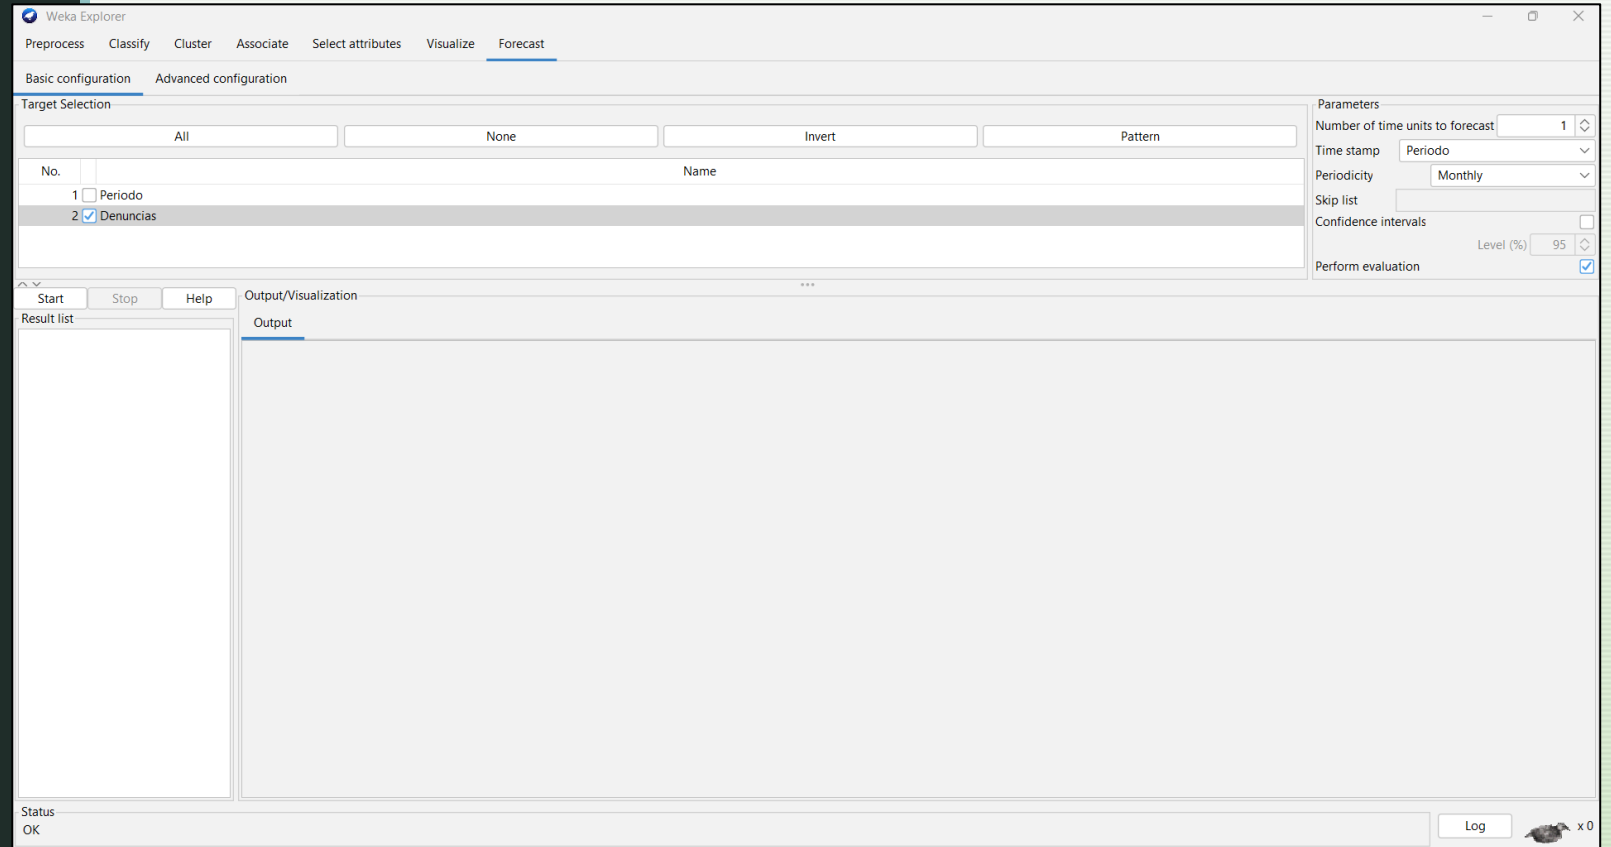 Weka Explorer
Preprocess Classify Cluster Associate Select attributes Visualize Forecast
Basic configuration Advanced configuration
Target Selection
All None Invert Pattern
No. Name
1 Periodo
2 Denuncias
Parameters
Number of time units to forecast 1
Time stamp Periodo
Periodicity Monthly
Skip list
Confidence intervals
Level (%) 95
Perform evaluation
Start Stop Help
Result list
Output/Visualization
Output
Status
OK
Log x 0